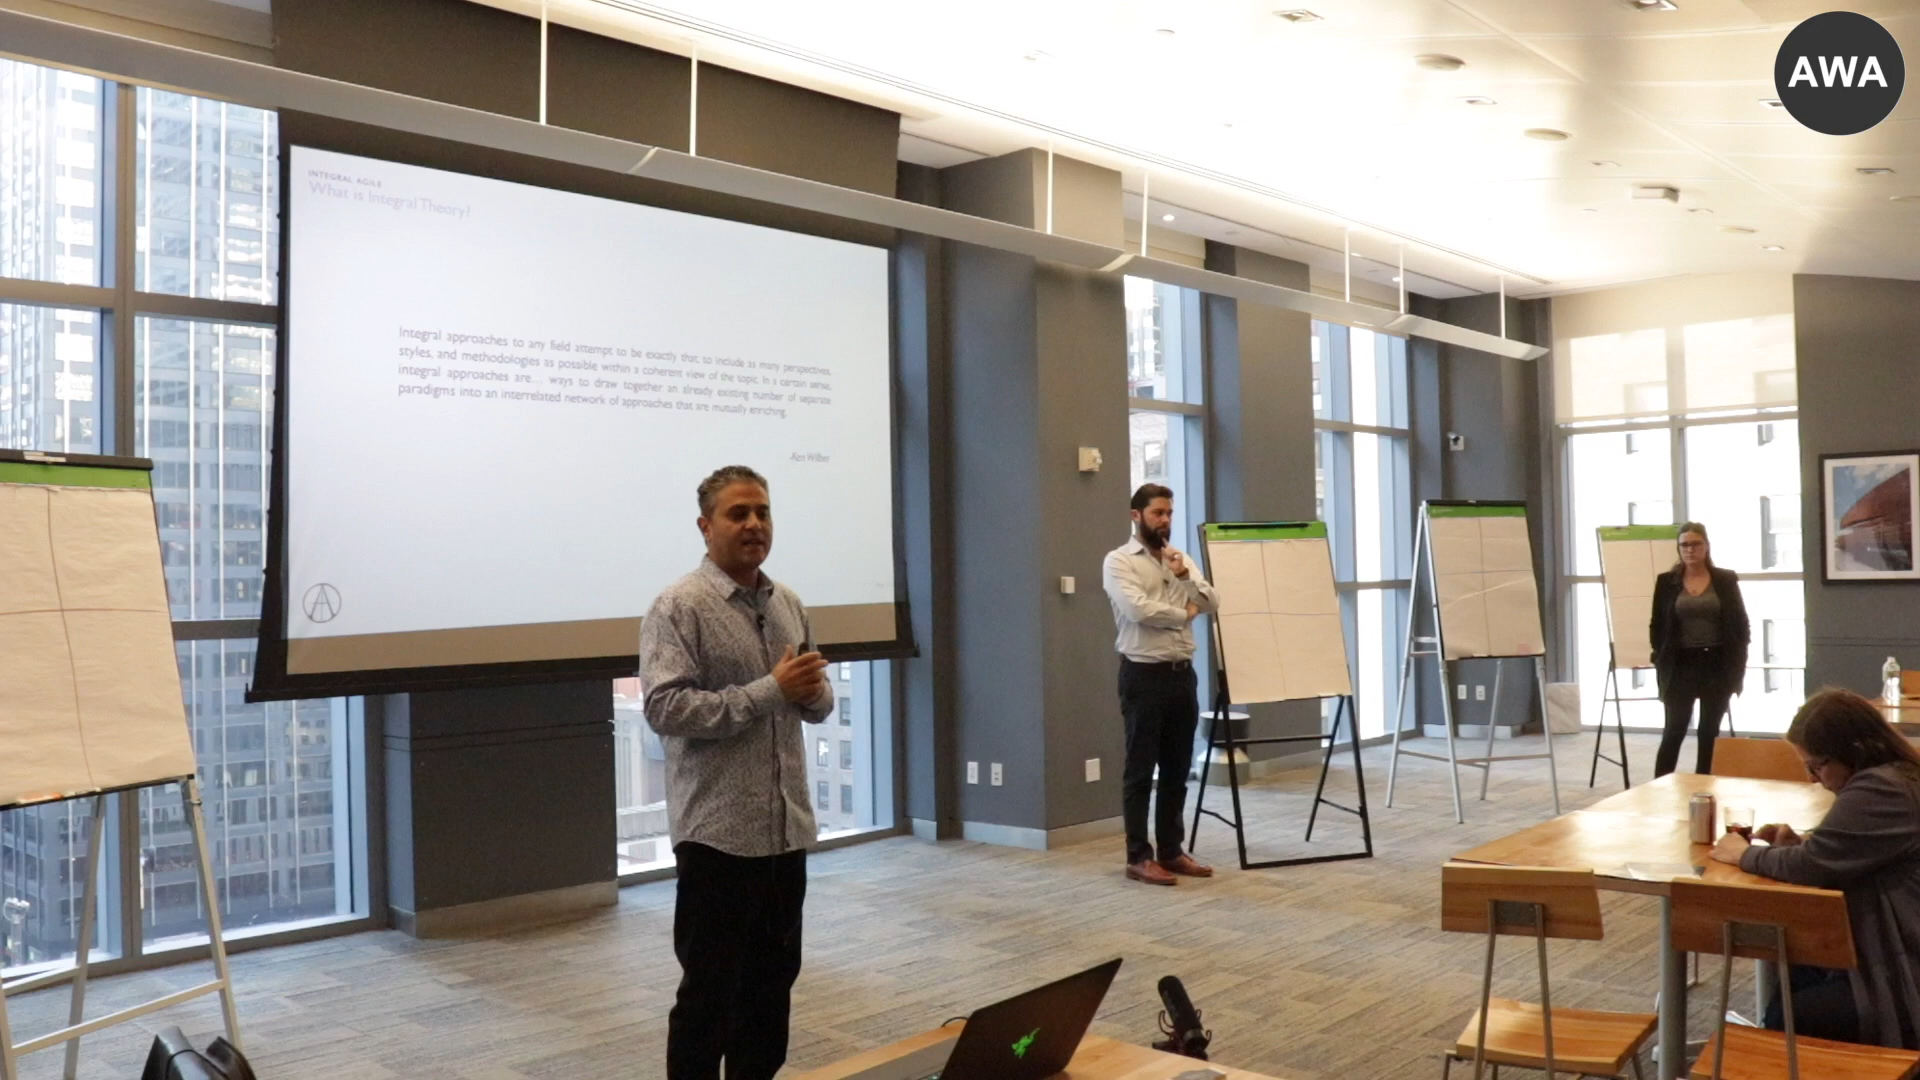 AWA
INTEGRAL AGILE
What is Integral Theory?
Integral approaches to any field attempt to be exactly that, to include as many perspectives,
styles, and methodologies as possible within a coherent view of the topic. In a certain sense,
integral approaches are... ways to draw together an already existing number of separate
paradigms into an interrelated network of approaches that are mutually enriching.
-Ken Wilber